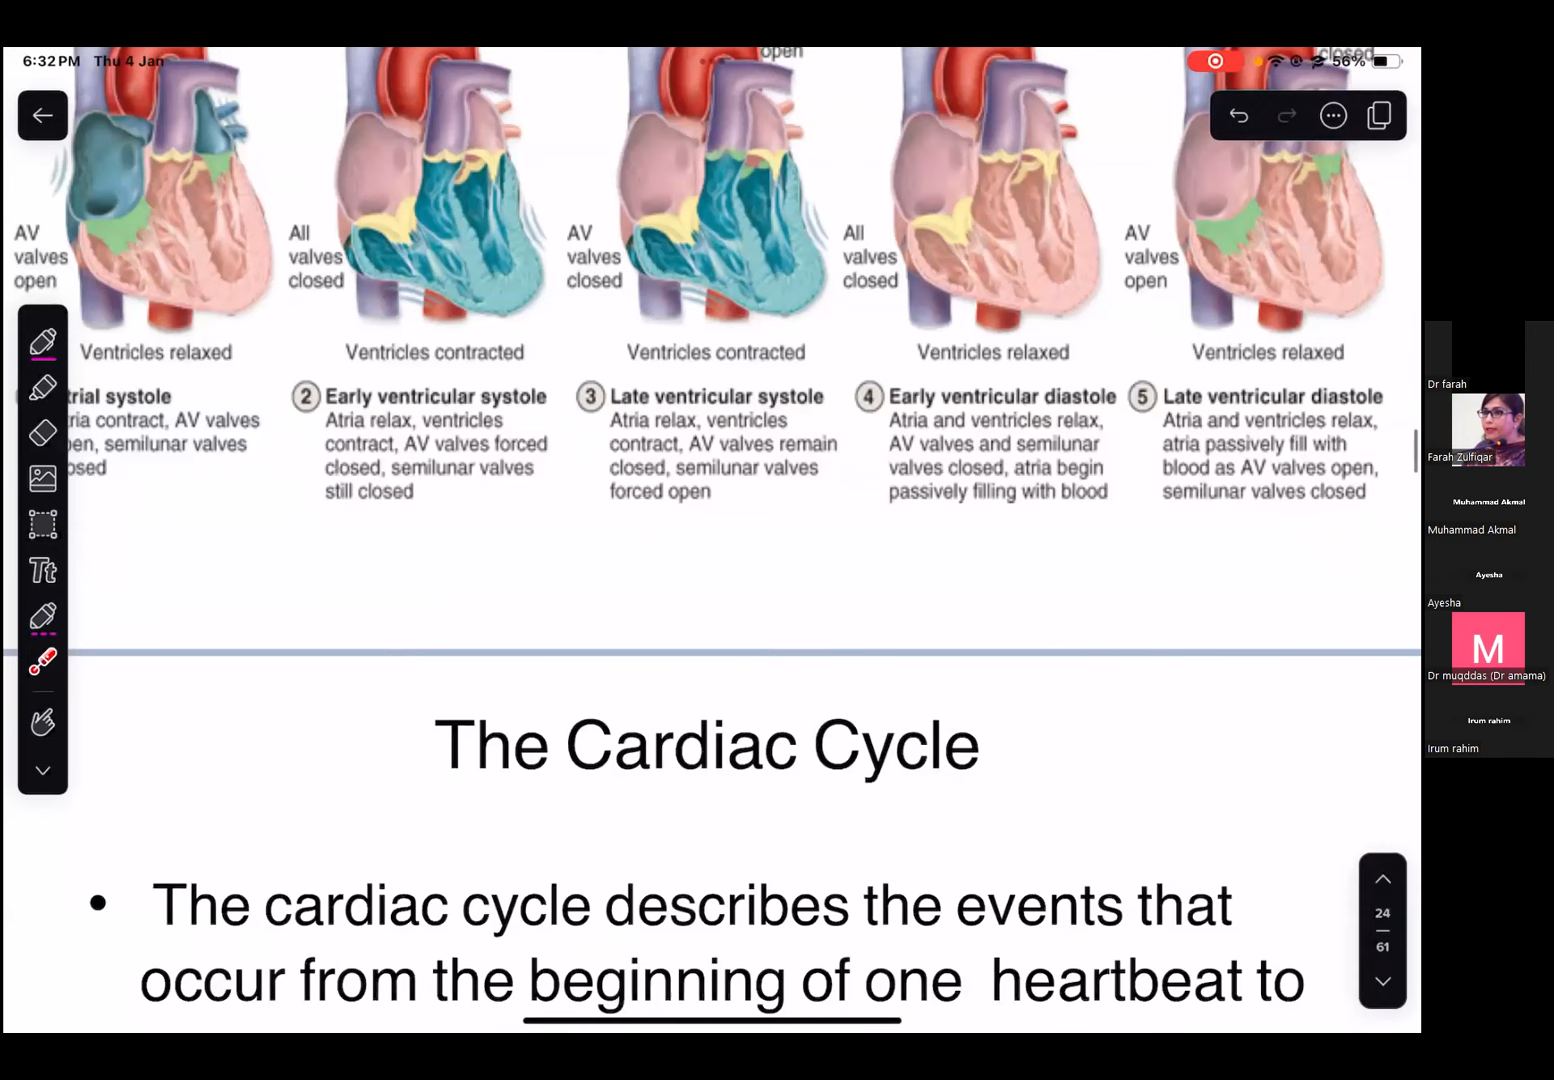 open
closed
6:32 PM Thu 4 Jan
56%
AV
valves
open
All
valves
closed
AV
valves
closed
All
valves
closed
AV
valves
open
Ventricles relaxed
Ventricles contracted
Ventricles contracted
Ventricles relaxed
Ventricles relaxed
trial systole
tria contract, AV valves
pen, semilunar valves
osed
2 Early ventricular systole
Atria relax, ventricles
contract, AV valves forced
closed, semilunar valves
still closed
3 Late ventricular systole
Atria relax, ventricles
contract, AV valves remain
closed, semilunar valves
forced open
4 Early ventricular diastole
Atria and ventricles relax,
AV valves and semilunar
valves closed, atria begin
passively filling with blood
5 Late ventricular diastole
Atria and ventricles relax,
atria passively fill with
blood as AV valves open,
semilunar valves closed
Tt
The Cardiac Cycle
• The cardiac cycle describes the events that
occur from the beginning of one heartbeat to
24
61
Dr farah
Farah Zulfiqar
Muhammad Akmal
Muhammad Akmal
Ayesha
Ayesha
M
Dr muqddas (Dr amama)
Irum rahim
Irum rahim